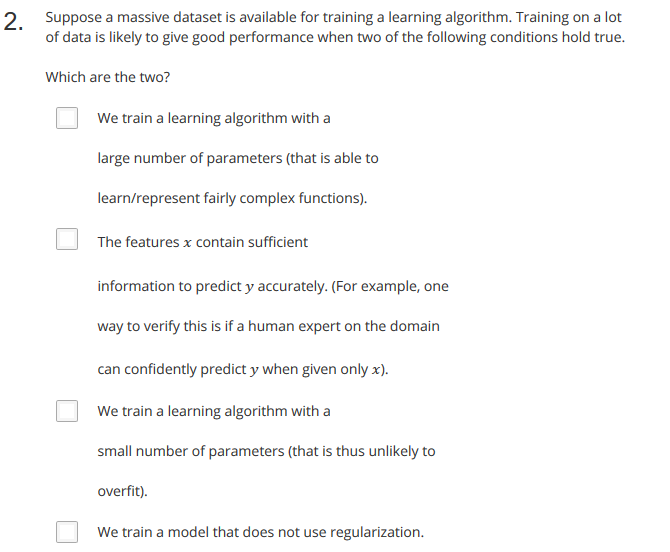 2. Suppose a massive dataset is available for training a learning algorithm. Training on a lot
of data is likely to give good performance when two of the following conditions hold true.
Which are the two?
We train a learning algorithm with a
large number of parameters (that is able to
learn/represent fairly complex functions).
The features x contain sufficient
information to predict y accurately. (For example, one
way to verify this is if a human expert on the domain
can confidently predict y when given only x).
We train a learning algorithm with a
small number of parameters (that is thus unlikely to
overfit).
We train a model that does not use regularization.